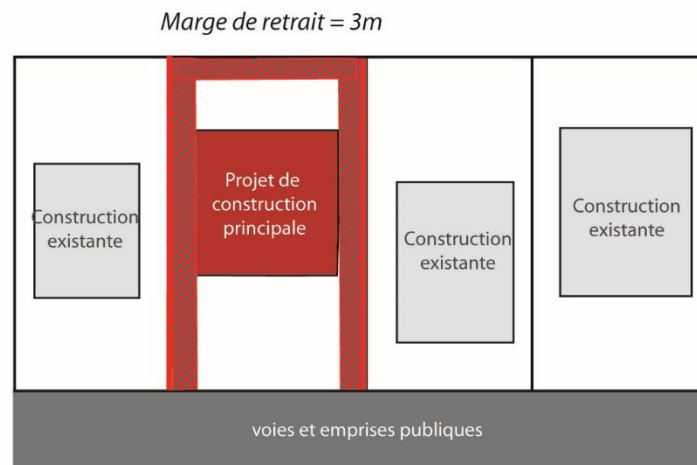 Marge de retrait = 3m
Construction
existante
Projet de
construction
principale
Construction
existante
Construction
existante
voies et emprises publiques